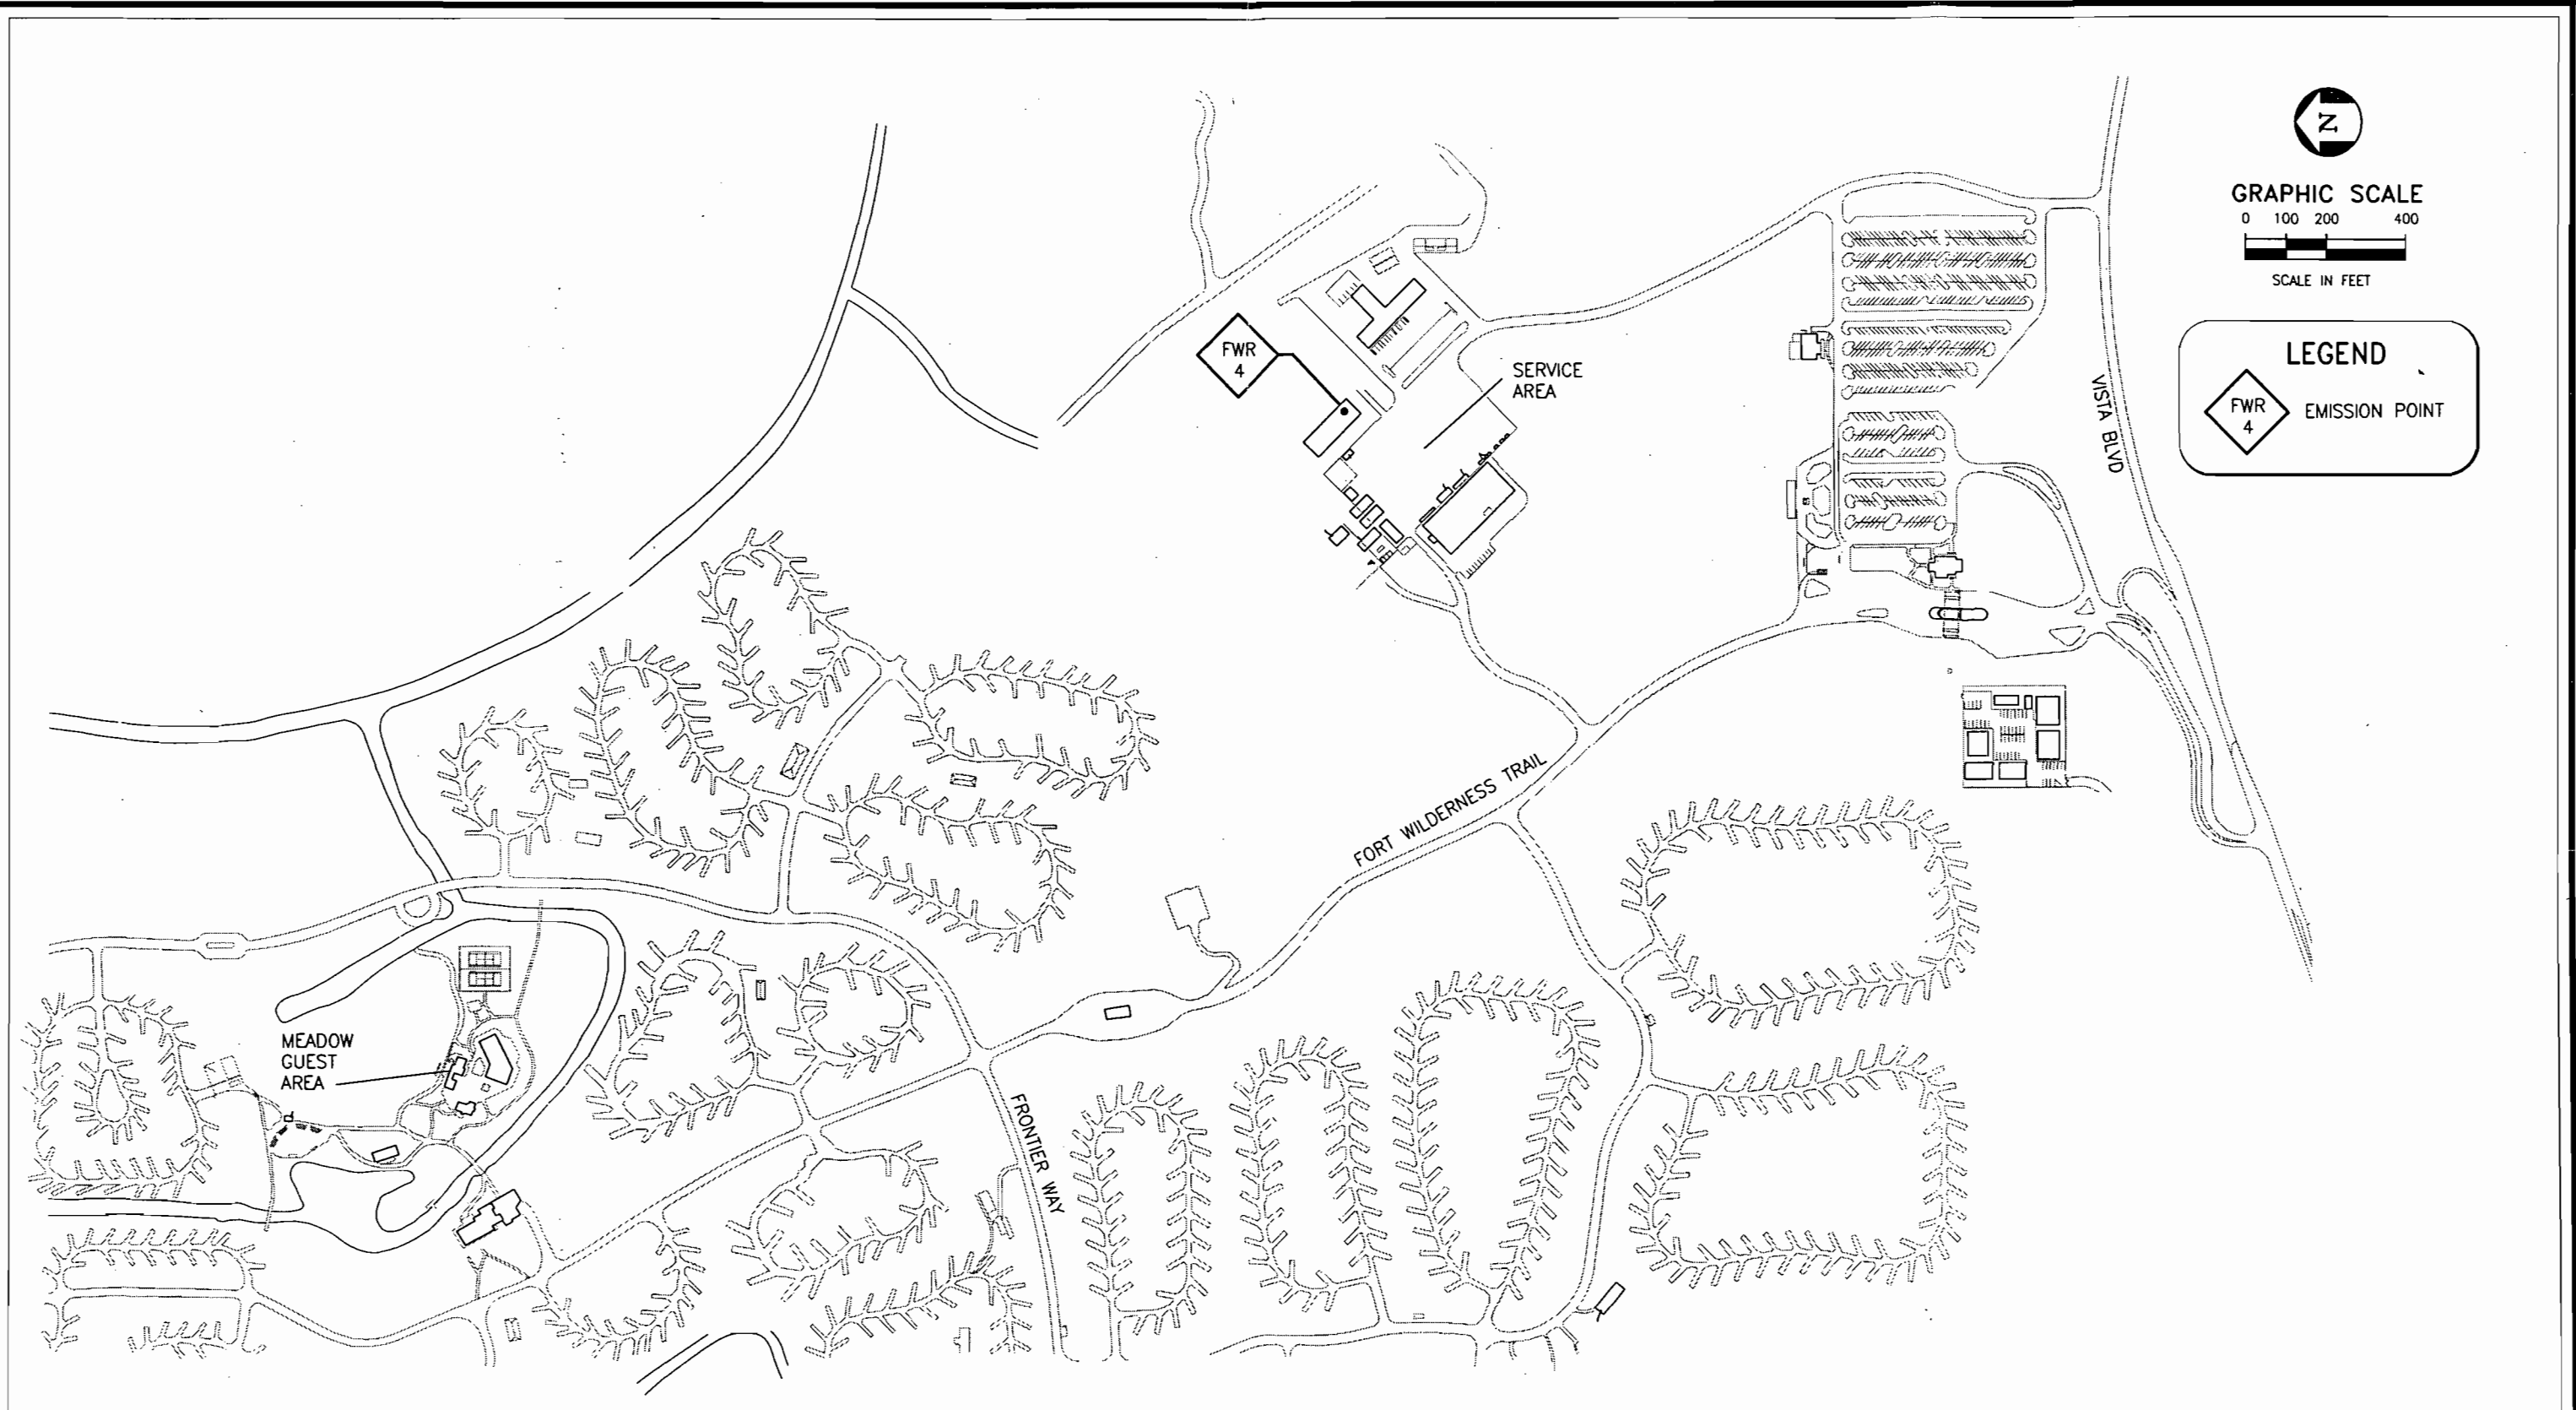 N
GRAPHIC SCALE
0 100 200 400
SCALE IN FEET
LEGEND
FWR
4
EMISSION POINT
FWR
4
SERVICE
AREA
VISTA BLVD
FORT WILDERNESS TRAIL
MEADOW
GUEST
AREA
FRONTIER WAY